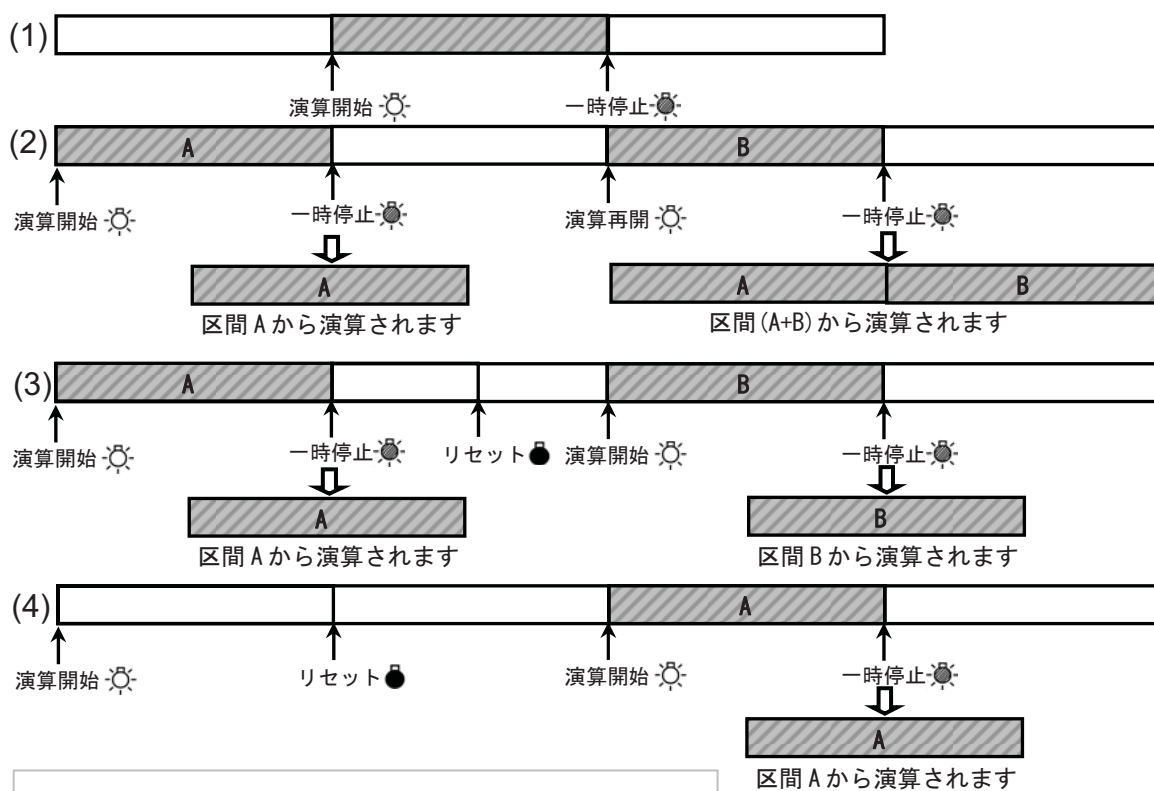 (1)
演算開始 一時停止
(2) A B
演算開始 一時停止 演算再開 一時停止
A A B
区間 A から演算されます 区間(A+B)から演算されます
(3) A B
演算開始 一時停止 リセット 演算開始 一時停止
A B
区間 A から演算されます 区間 B から演算されます
(4) A
演算開始 リセット 演算開始 一時停止
A
区間 A から演算されます